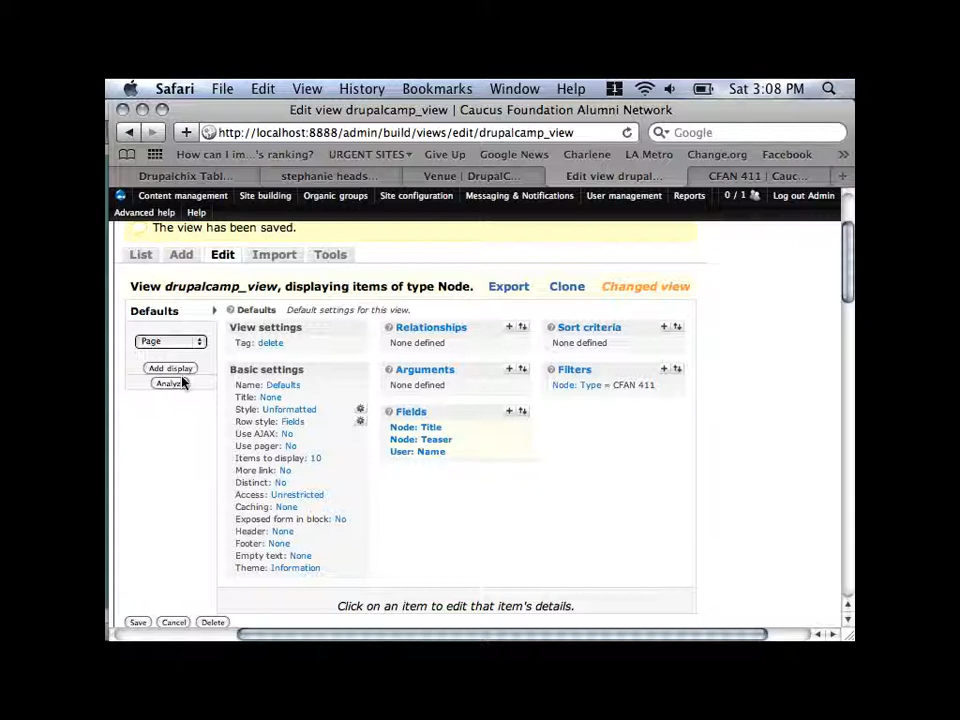 Safari File Edit View History Bookmarks Window Help Sat 3:08 PM
Edit view drupalcamp_view | Caucus Foundation Alumni Network
http://localhost:8888/admin/build/views/edit/drupalcamp_view Google
How can I im...'s ranking? URGENT SITES Give Up Google News Charlene LA Metro Change.org Facebook
Drupalchix Tabl... stephanie heads... Venue | DrupalC... Edit view drupal... CFAN 411 | Cauc...
Content management Site building Organic groups Site configuration Messaging & Notifications User management Reports 0 / 1 Log out Admin
Advanced help Help
The view has been saved.
List Add Edit Import Tools
View drupalcamp_view, displaying items of type Node. Export Clone Changed view
Defaults
Page
Add display
Analyz
Defaults Default settings for this view.
View settings
Tag: delete
Basic settings
Name: Defaults
Title: None
Style: Unformatted
Row style: Fields
Use AJAX: No
Use pager: No
Items to display: 10
More link: No
Distinct: No
Access: Unrestricted
Caching: None
Exposed form in block: No
Header: None
Footer: None
Empty text: None
Theme: Information
Relationships
None defined
Arguments
None defined
Fields
Node: Title
Node: Teaser
User: Name
Sort criteria
None defined
Filters
Node: Type = CFAN 411
Click on an item to edit that item's details.
Save Cancel Delete